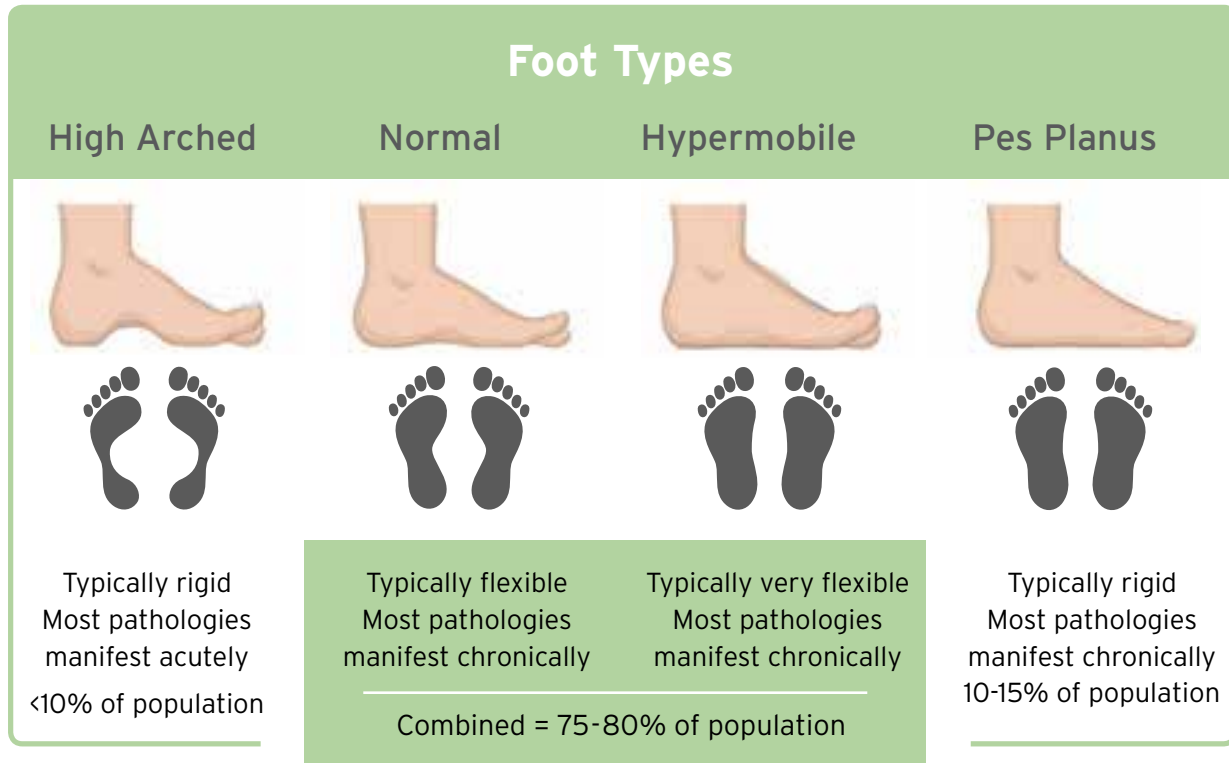 Foot Types
High Arched
Normal
Hypermobile
Pes Planus
Typically rigid
Most pathologies
manifest acutely
<10% of population
Typically flexible
Most pathologies
manifest chronically
Typically very flexible
Most pathologies
manifest chronically
Combined = 75-80% of population
Typically rigid
Most pathologies
manifest chronically
10-15% of population